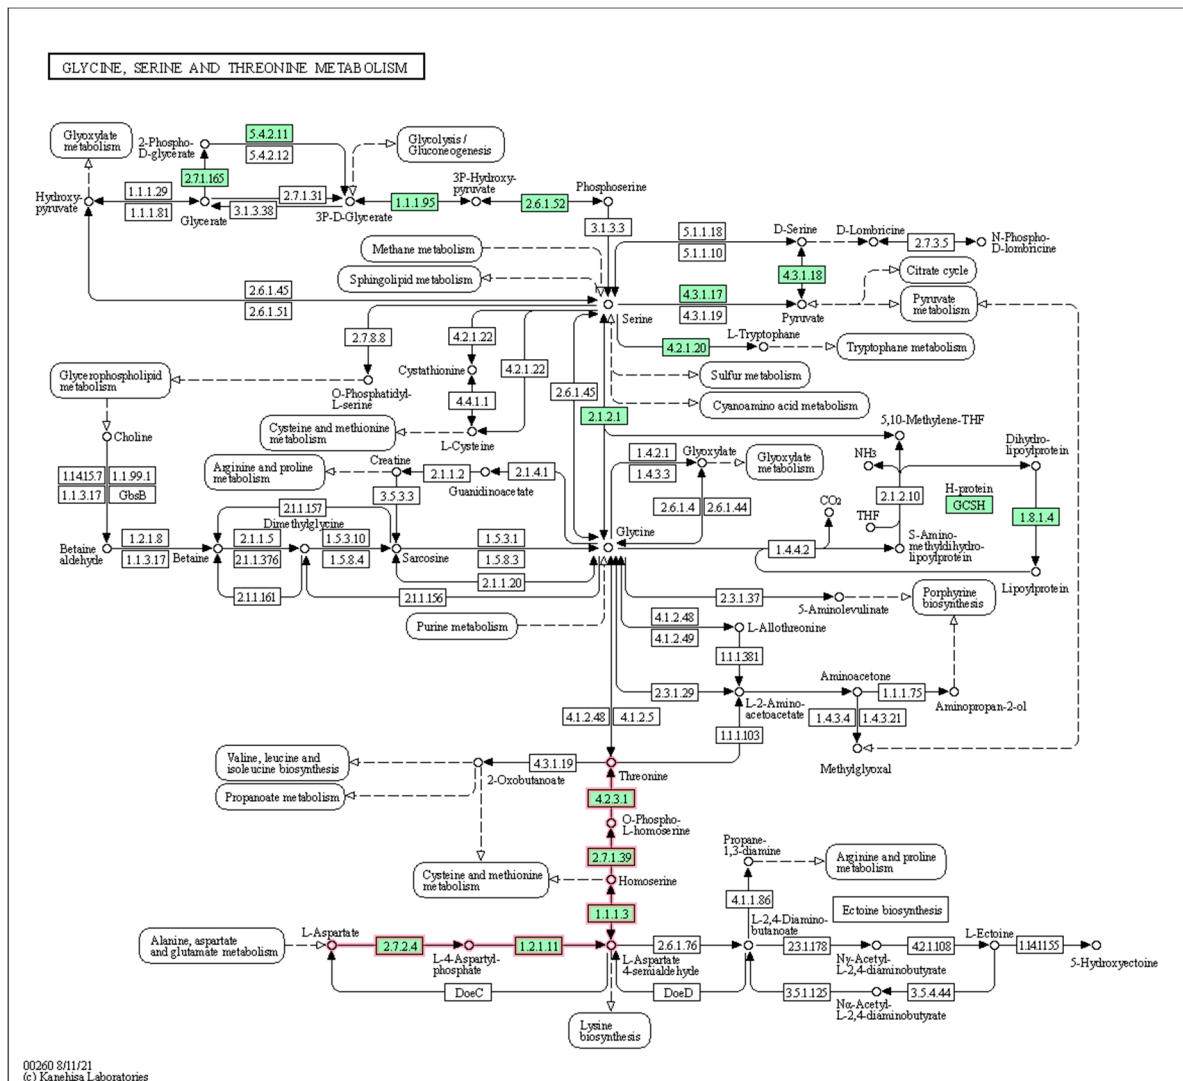 GLYCINE, SERINE AND THREONINE METABOLISM
Glyoxylate
metabolism
2-Phospho-
D-glycerate
5.4.2.11
5.4.2.12
Glycolysis /
Gluconeogenesis
2.7.1.165
Hydroxy-
pyruvate
1.1.1.29
1.1.1.81
Glycerate
2.7.1.31
3.1.3.38
3P-D-Glycerate
1.1.1.95
3P-Hydroxy-
pyruvate
2.6.1.52
Phosphoserine
3.1.3.3
Methane metabolism
Sphingolipid metabolism
5.1.1.18
5.1.1.10
D-Serine
D-Lombricine
2.7.3.5
N-Phospho-
D-lombricine
4.3.1.18
Citrate cycle
2.6.1.45
2.6.1.51
Serine
4.3.1.17
4.3.1.19
Pyruvate
Pyruvate
metabolism
2.7.8.8
4.2.1.22
Cystathionine
4.2.1.22
4.2.1.20
L-Tryptophane
Tryptophane metabolism
Glycerophospholipid
metabolism
O-Phosphatidyl-
L-serine
4.4.1.1
2.6.1.45
Sulfur metabolism
Cyanoamino acid metabolism
2.1.2.1
Choline
Cysteine and methionine
metabolism
L-Cysteine
5,10-Methylene-THF
1.14.15.7
1.1.99.1
1.1.3.17
GbsB
Arginine and proline
metabolism
Creatine
2.1.1.2
Guanidinoacetate
2.1.4.1
1.4.2.1
1.4.3.3
Glyoxylate
Glyoxylate
metabolism
NH3
Dihydro-
lipoylprotein
3.5.3.3
2.1.1.157
Dimethylglycine
2.6.1.4
2.6.1.44
CO2
2.1.2.10
THF
H-protein
GCSH
1.8.1.4
Betaine
aldehyde
1.2.1.8
1.1.3.17
Betaine
2.1.1.5
2.1.1.376
1.5.3.10
1.5.8.4
Sarcosine
1.5.3.1
1.5.8.3
Glycine
1.4.4.2
S-Amino-
methyldihydro-
lipoylprotein
Lipoylprotein
2.1.1.20
2.1.1.161
2.1.1.156
Purine metabolism
2.3.1.37
5-Aminolevulinate
Porphyrine
biosynthesis
4.1.2.48
4.1.2.49
L-Allothreonine
1.1.1.381
2.3.1.29
L-2-Amino-
acetoacetate
Aminoacetone
1.1.1.75
Aminopropan-2-ol
4.1.2.48
4.1.2.5
1.1.1.103
1.4.3.4
1.4.3.21
Methylglyoxal
Valine, leucine and
isoleucine biosynthesis
Propanoate metabolism
2-Oxobutanoate
4.3.1.19
Threonine
4.2.3.1
O-Phospho-
L-homoserine
2.7.1.39
Cysteine and methionine
metabolism
Homoserine
Propane-
1,3-diamine
Arginine and proline
metabolism
4.1.1.86
1.1.1.3
Ectoine biosynthesis
Alanine, aspartate
and glutamate metabolism
L-Aspartate
2.7.2.4
L-4-Aspartyl-
phosphate
1.2.1.11
L-Aspartate
4-semialdehyde
2.6.1.76
L-2,4-Diamino-
butanoate
2.3.1.178
Nγ-Acetyl-
L-2,4-diaminobutyrate
4.2.1.108
L-Ectoine
1.14.11.55
5-Hydroxyectoine
DoeC
DoeD
3.5.1.125
Nα-Acetyl-
L-2,4-diaminobutyrate
3.5.4.44
Lysine
biosynthesis
00260 8/11/21
(c) Kanehisa Laboratories